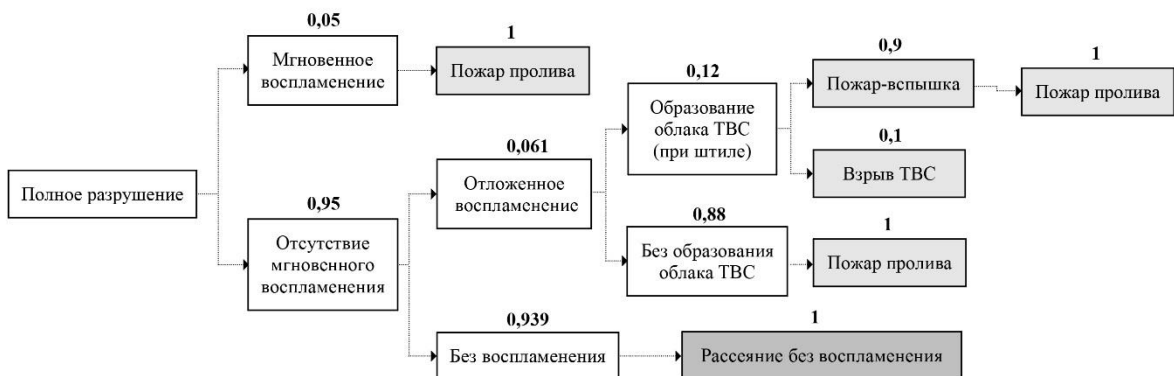 0,05
Мгновенное
воспламенение
1
Пожар пролива
0,12
Образование
облака ТВС
(при штиле)
0,9
Пожар-вспышка
1
Пожар пролива
0,1
Взрыв ТВС
0,061
Отложенное
воспламенение
Полное разрушение
0,95
Отсутствие
мгновенного
воспламенения
0,88
Без образования
облака ТВС
1
Пожар пролива
0,939
Без воспламенения
1
Рассеяние без воспламенения